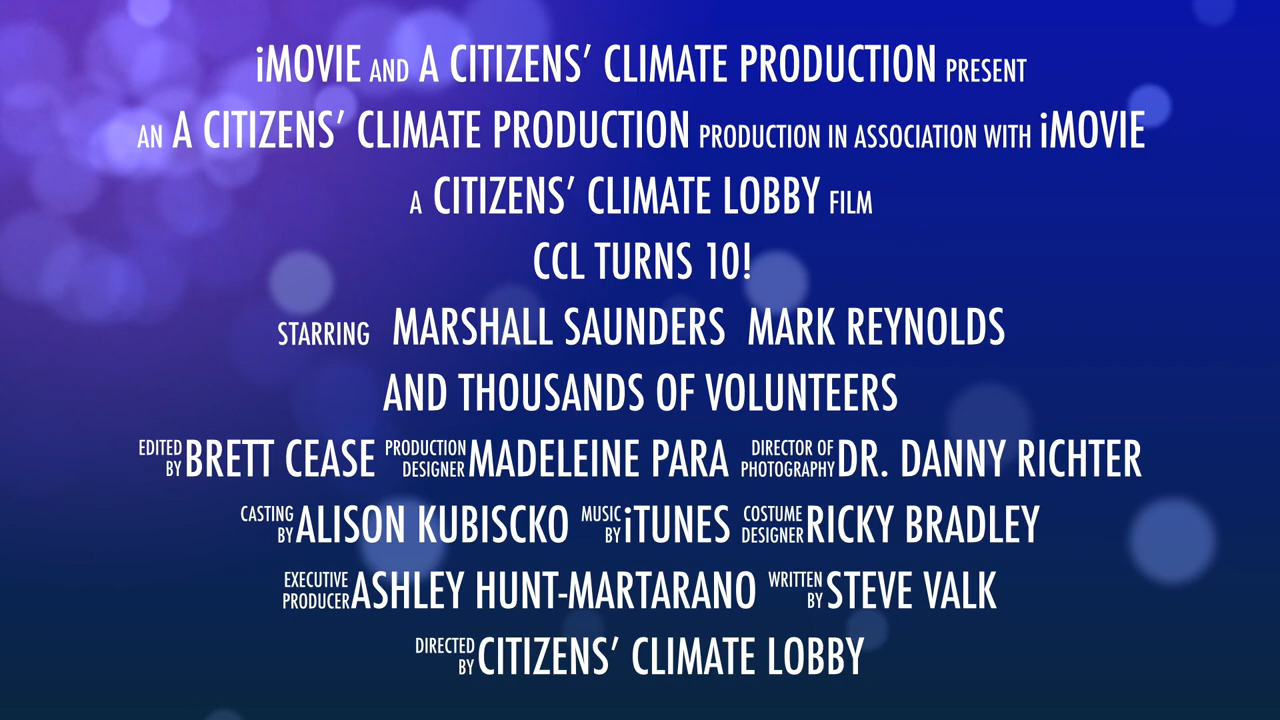 iMOVIE AND A CITIZENS’ CLIMATE PRODUCTION PRESENT
AN A CITIZENS’ CLIMATE PRODUCTION PRODUCTION IN ASSOCIATION WITH iMOVIE
A CITIZENS’ CLIMATE LOBBY FILM
CCL TURNS 10!
STARRING MARSHALL SAUNDERS MARK REYNOLDS
AND THOUSANDS OF VOLUNTEERS
EDITED BY BRETT CEASE PRODUCTION DESIGNER MADELEINE PARA DIRECTOR OF PHOTOGRAPHY DR. DANNY RICHTER
CASTING BY ALISON KUBISCKO MUSIC BY iTUNES COSTUME DESIGNER RICKY BRADLEY
EXECUTIVE PRODUCER ASHLEY HUNT-MARTARANO WRITTEN BY STEVE VALK
DIRECTED BY CITIZENS’ CLIMATE LOBBY